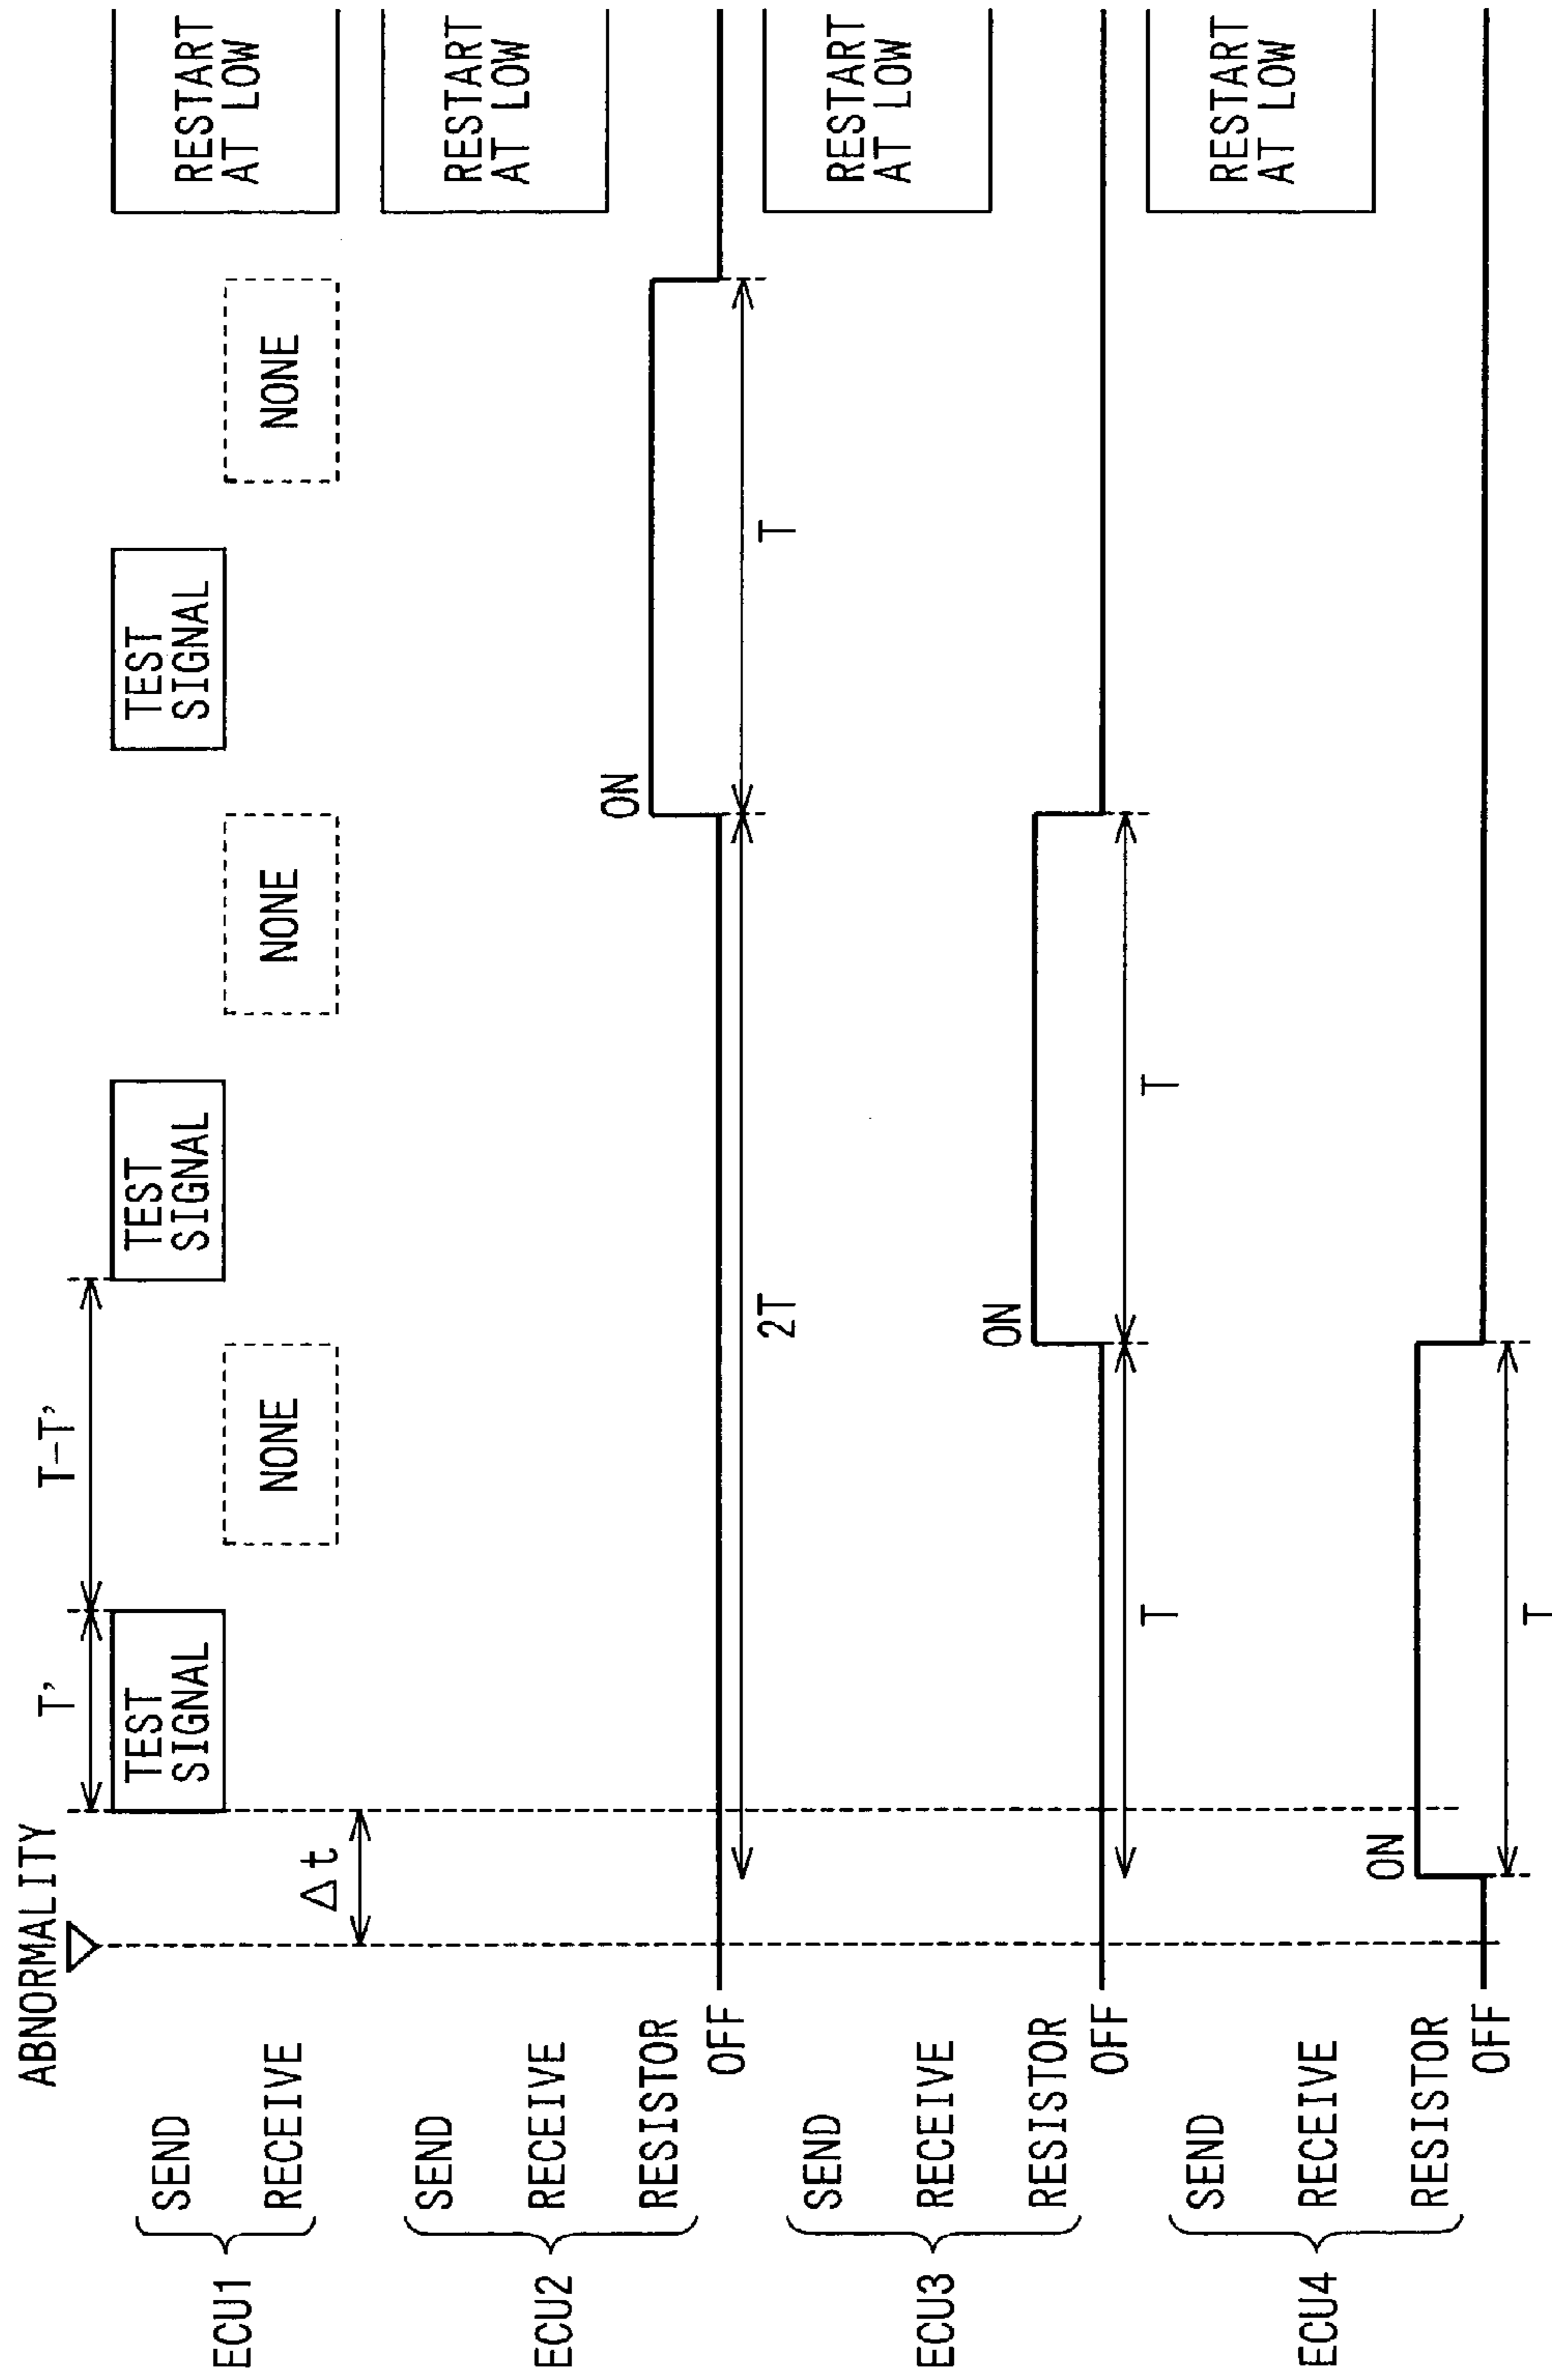 ABNORMALITY
T'
T-T'
ECU1
SEND
TEST
SIGNAL
TEST
SIGNAL
TEST
SIGNAL
RESTART
AT LOW
RECEIVE
NONE
NONE
NONE
Δt
ECU2
SEND
RECEIVE
RESISTOR
OFF
ON
RESTART
AT LOW
2T
T
ECU3
SEND
RECEIVE
RESISTOR
OFF
ON
RESTART
AT LOW
T
T
ECU4
SEND
RECEIVE
RESISTOR
OFF
ON
RESTART
AT LOW
T